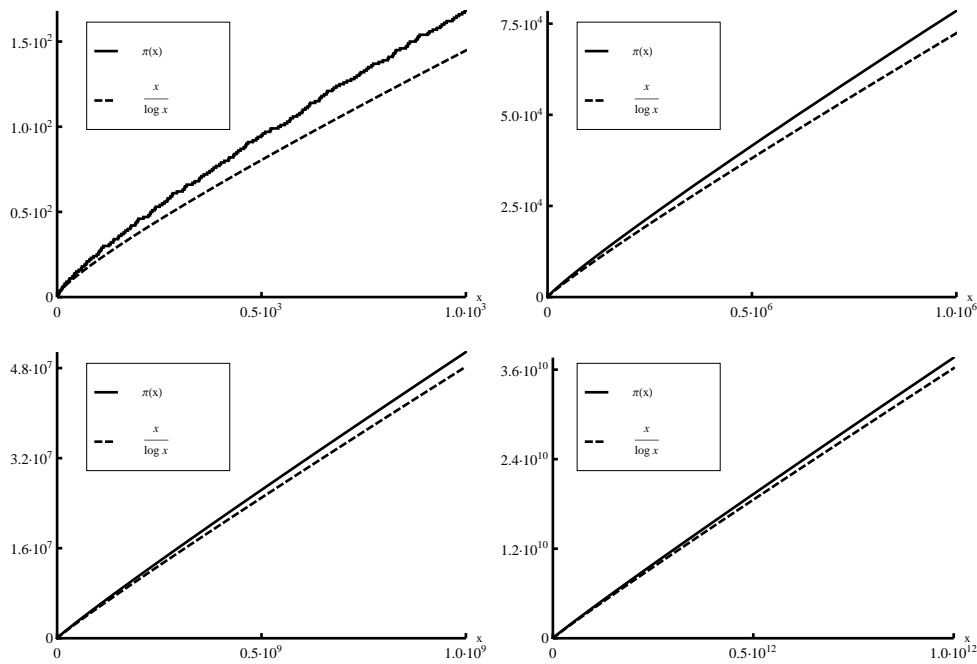 1.5·10²
1.0·10²
0.5·10²
0
π(x)
x
log x
0
0.5·10³
1.0·10³
x
7.5·10⁴
5.0·10⁴
2.5·10⁴
0
π(x)
x
log x
0
0.5·10⁶
1.0·10⁶
x
4.8·10⁷
3.2·10⁷
1.6·10⁷
0
π(x)
x
log x
0
0.5·10⁹
1.0·10⁹
x
3.6·10¹⁰
2.4·10¹⁰
1.2·10¹⁰
0
π(x)
x
log x
0
0.5·10¹²
1.0·10¹²
x